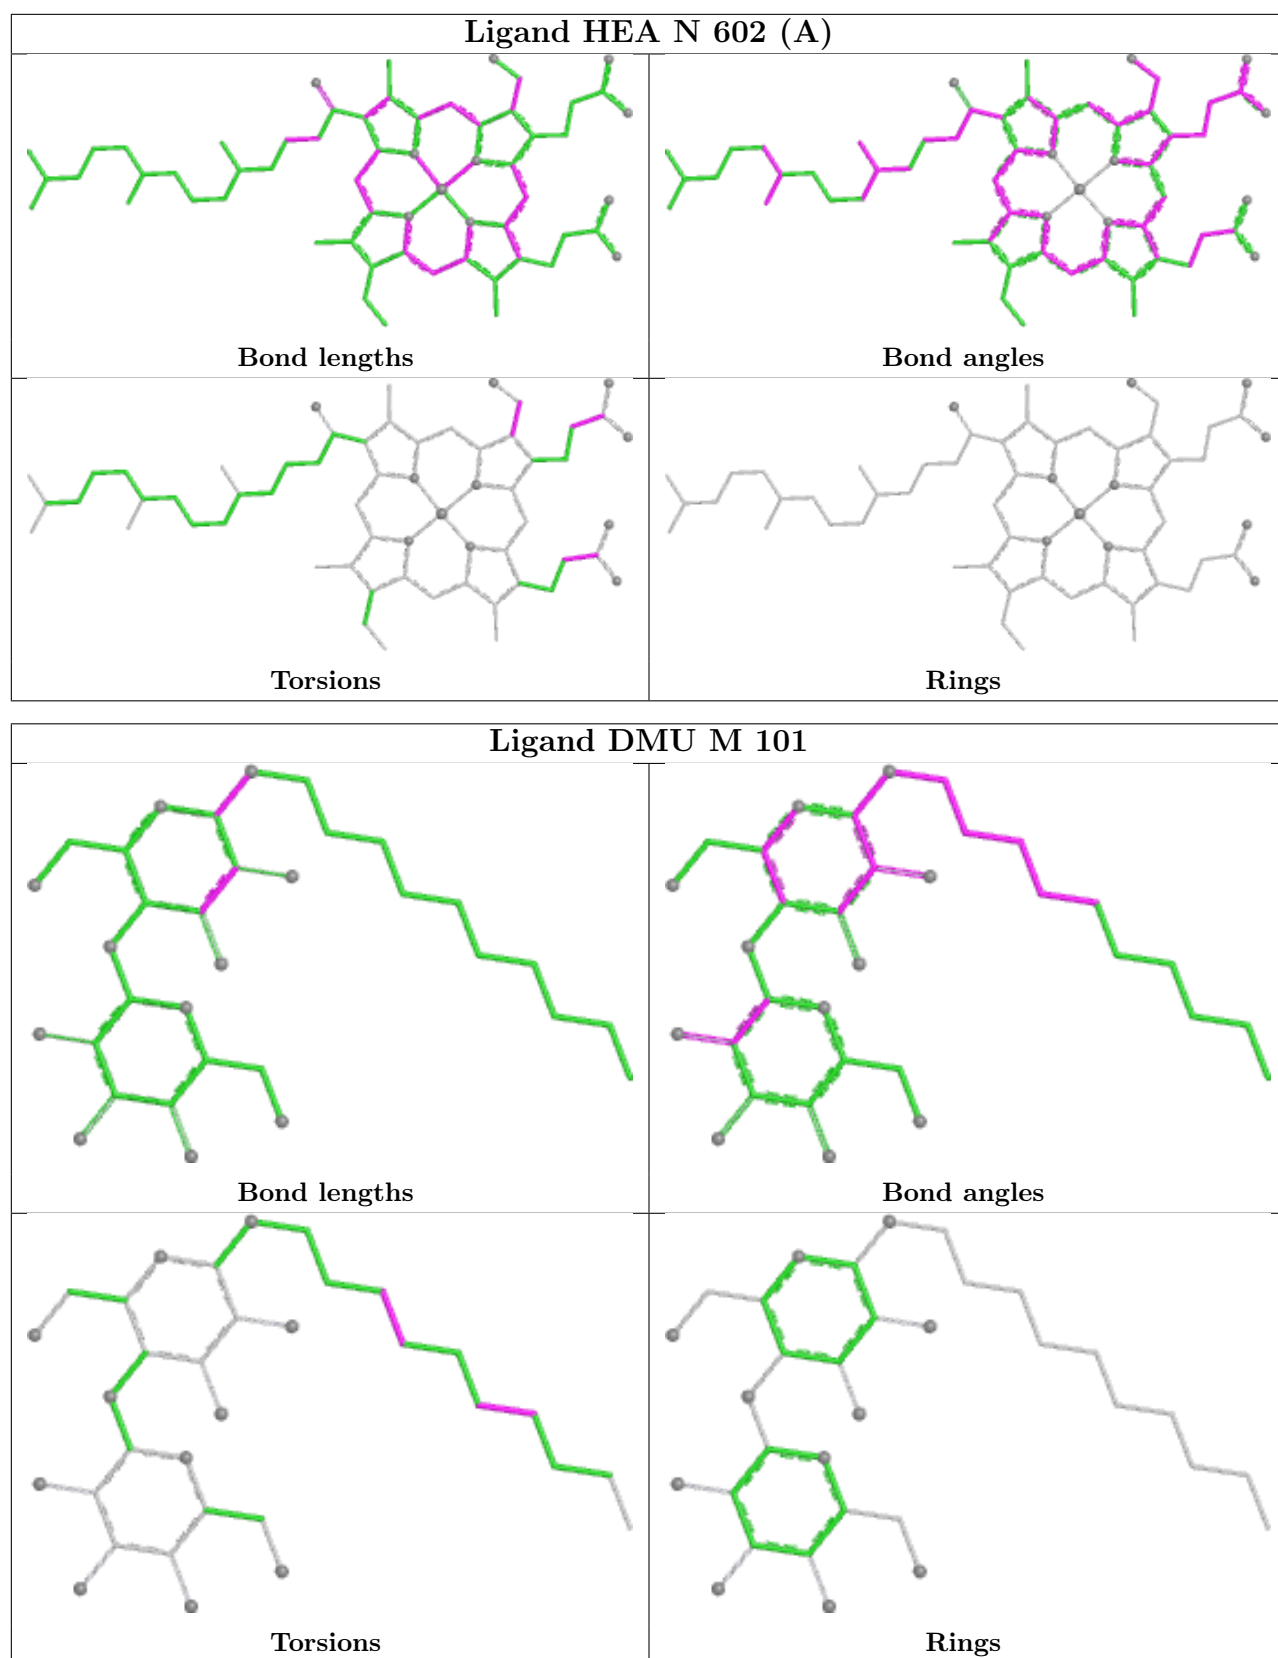 Ligand HEA N 602 (A)
Bond lengths
Bond angles
Torsions
Rings
Ligand DMU M 101
Bond lengths
Bond angles
Torsions
Rings